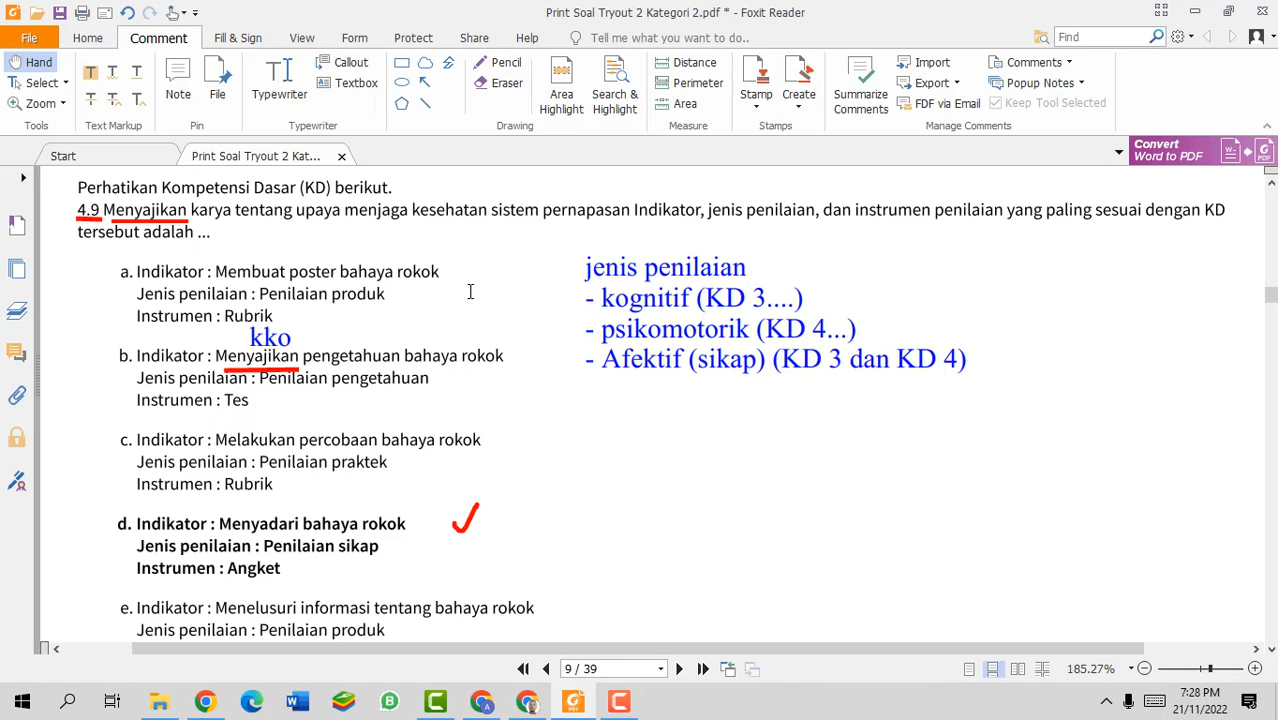 Print Soal Tryout 2 Kategori 2.pdf * - Foxit Reader
File Home Comment Fill & Sign View Form Protect Share Help Tell me what you want to do... Find
Hand
Select
Zoom
Tools
Text Markup
Note
File
Pin
Typewriter
Callout
Textbox
Typewriter
Pencil
Eraser
Area Highlight
Search & Highlight
Drawing
Distance
Perimeter
Area
Measure
Stamp
Create
Stamps
Summarize Comments
Import
Export
FDF via Email
Comments
Popup Notes
Keep Tool Selected
Manage Comments
Start
Print Soal Tryout 2 Kat...
Convert
Word to PDF
Perhatikan Kompetensi Dasar (KD) berikut.
4.9 Menyajikan karya tentang upaya menjaga kesehatan sistem pernapasan Indikator, jenis penilaian, dan instrumen penilaian yang paling sesuai dengan KD
tersebut adalah ...
a. Indikator : Membuat poster bahaya rokok
Jenis penilaian : Penilaian produk
Instrumen : Rubrik
kko
b. Indikator : Menyajikan pengetahuan bahaya rokok
Jenis penilaian : Penilaian pengetahuan
Instrumen : Tes
c. Indikator : Melakukan percobaan bahaya rokok
Jenis penilaian : Penilaian praktek
Instrumen : Rubrik
d. Indikator : Menyadari bahaya rokok
Jenis penilaian : Penilaian sikap
Instrumen : Angket
e. Indikator : Menelusuri informasi tentang bahaya rokok
Jenis penilaian : Penilaian produk
jenis penilaian
- kognitif (KD 3....)
- psikomotorik (KD 4...)
- Afektif (sikap) (KD 3 dan KD 4)
9 / 39
185.27%
7:28 PM
21/11/2022